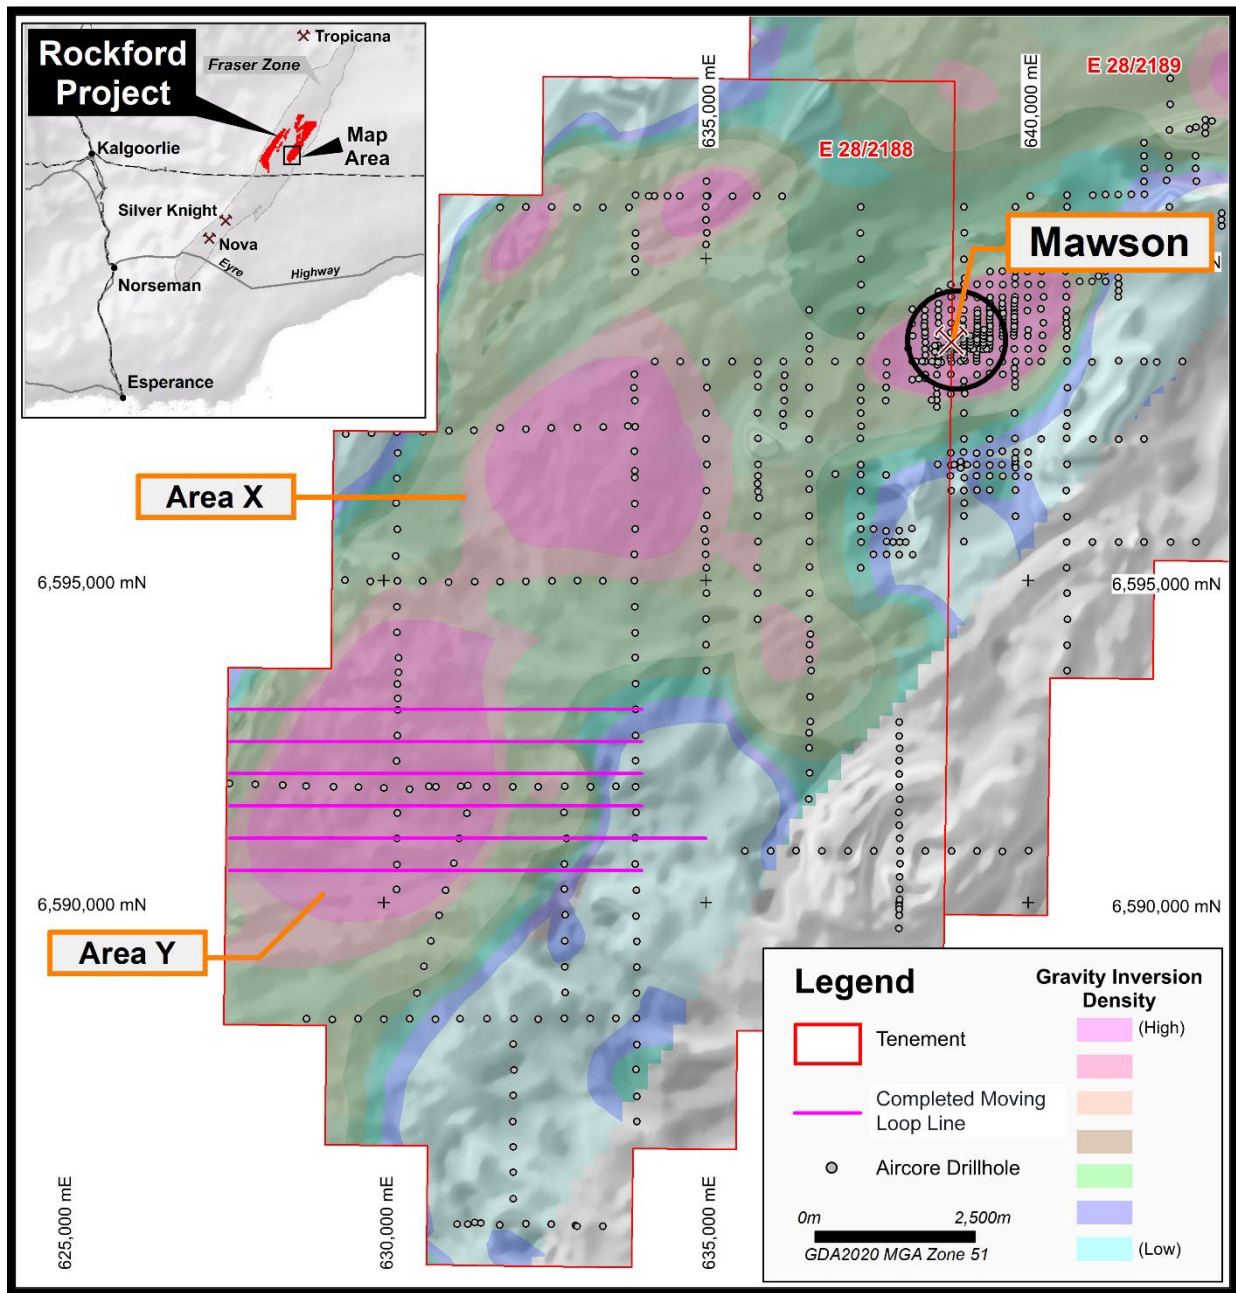 Rockford
Project
Tropicana
Fraser Zone
Map
Area
Kalgoorlie
Silver Knight
Nova
Eyre
Highway
Norseman
Esperance
635,000 mE
640,000 mE
E 28/2189
E 28/2188
Mawson
N
Area X
6,595,000 mN
6,595,000 mN
6,590,000 mN
6,590,000 mN
Area Y
625,000 mE
630,000 mE
635,000 mE
Legend
Tenement
Completed Moving
Loop Line
Aircore Drillhole
0m
2,500m
GDA2020 MGA Zone 51
Gravity Inversion
Density
(High)
(Low)